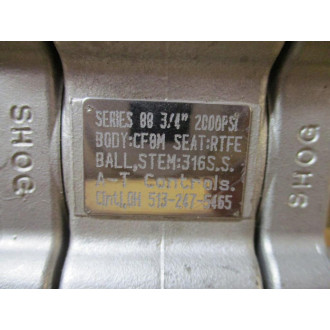 SERIES 88 3/4" 2000PSI
BODY:CF8M SEAT:RTFE
BALL,STEM:316S.S.
A-T Controls.
Cinti,OH 513-247-5465
SHOG
SHOG